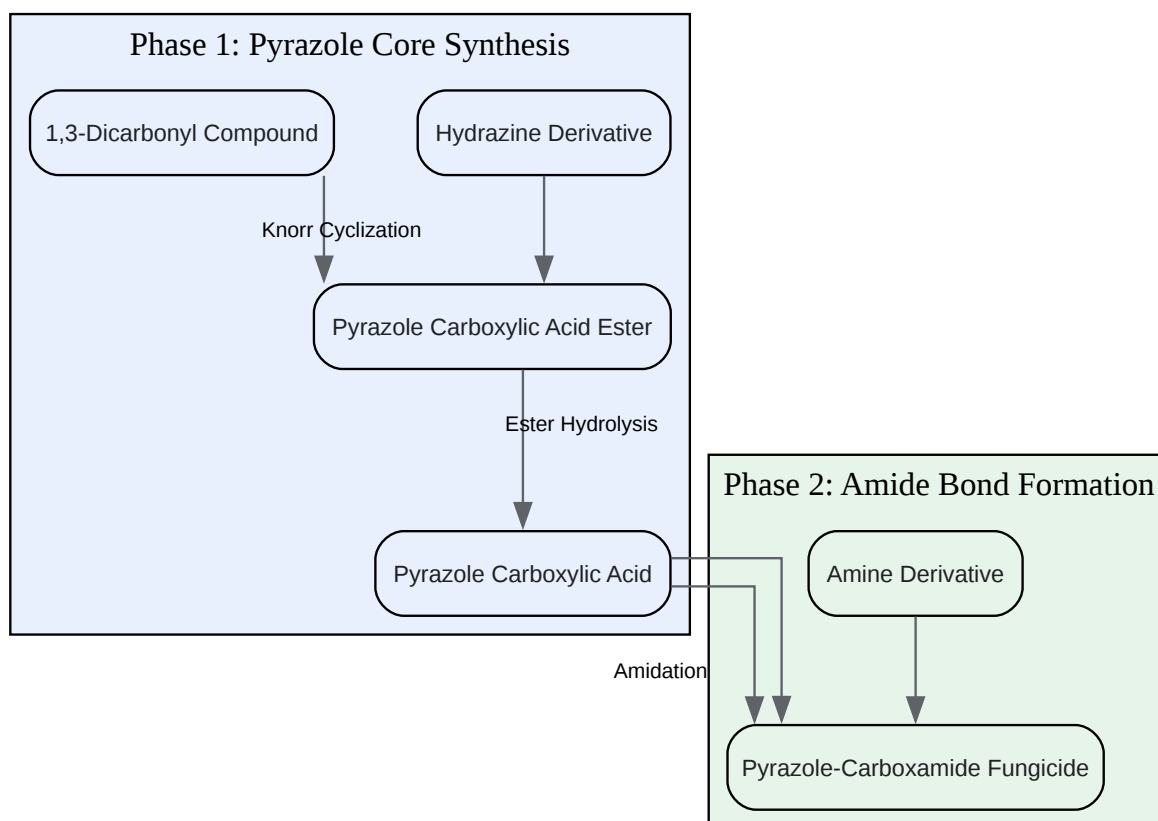 Phase 1: Pyrazole Core Synthesis
1,3-Dicarbonyl Compound
Hydrazine Derivative
Knorr Cyclization
Pyrazole Carboxylic Acid Ester
Ester Hydrolysis
Phase 2: Amide Bond Formation
Pyrazole Carboxylic Acid
Amine Derivative
Amidation
Pyrazole-Carboxamide Fungicide